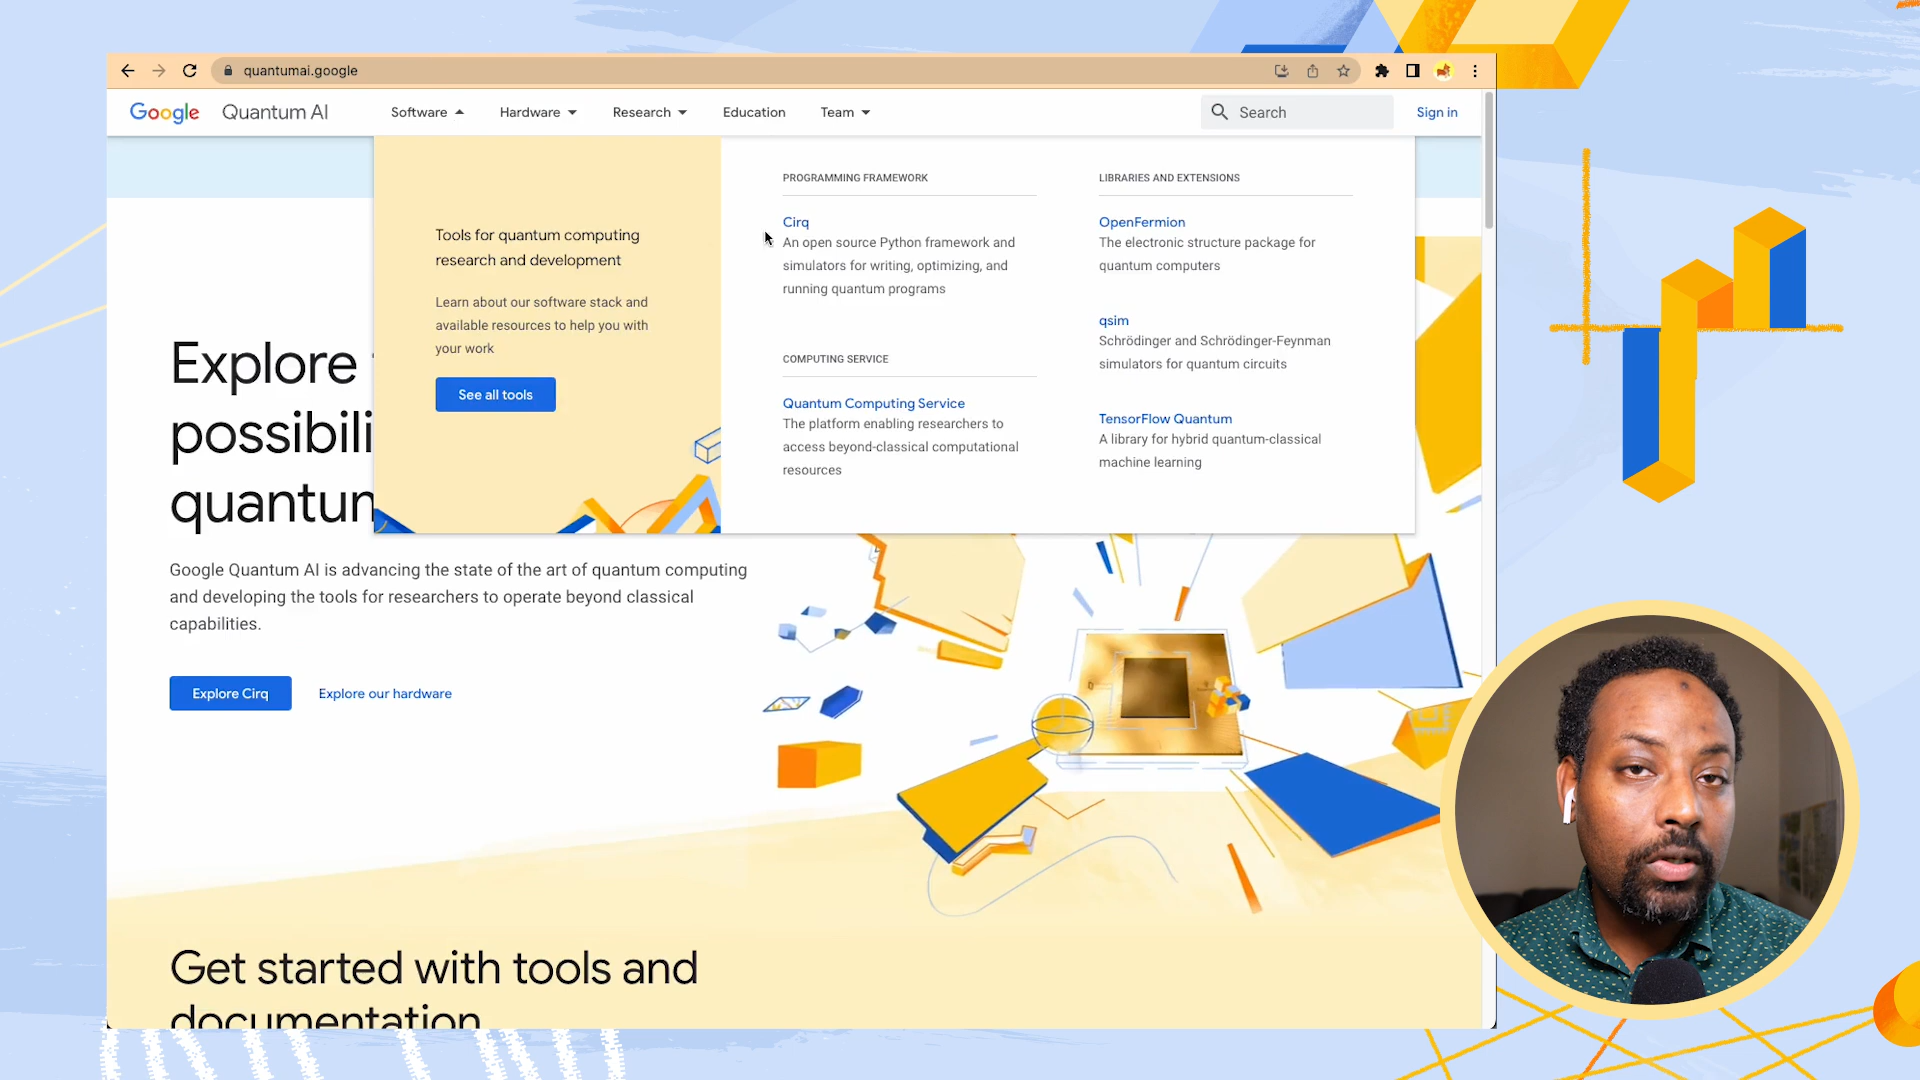 quantumai.google
Google Quantum AI
Software
Hardware
Research
Education
Team
Search
Sign in
Tools for quantum computing
research and development
Learn about our software stack and
available resources to help you with
your work
See all tools
PROGRAMMING FRAMEWORK
Cirq
An open source Python framework and
simulators for writing, optimizing, and
running quantum programs
COMPUTING SERVICE
Quantum Computing Service
The platform enabling researchers to
access beyond-classical computational
resources
LIBRARIES AND EXTENSIONS
OpenFermion
The electronic structure package for
quantum computers
qsim
Schrödinger and Schrödinger-Feynman
simulators for quantum circuits
TensorFlow Quantum
A library for hybrid quantum-classical
machine learning
Explore
possibili
quantum
Google Quantum AI is advancing the state of the art of quantum computing
and developing the tools for researchers to operate beyond classical
capabilities.
Explore Cirq
Explore our hardware
Get started with tools and
documentation